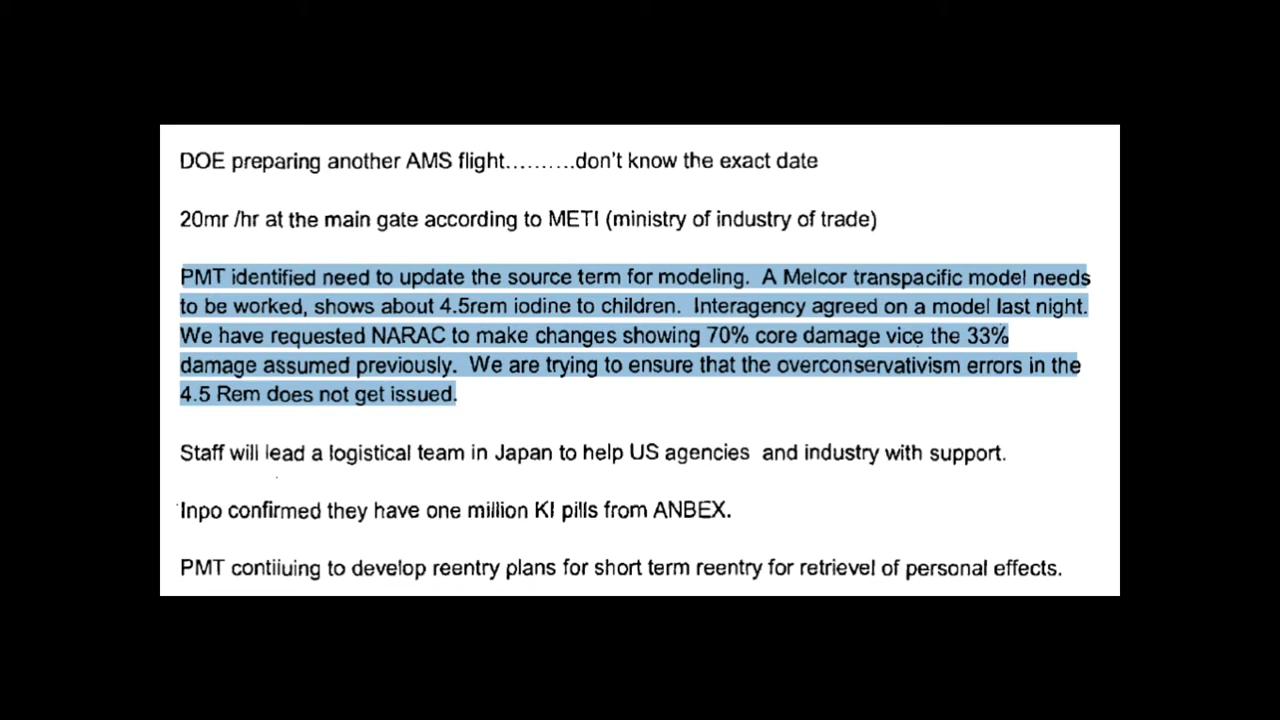 DOE preparing another AMS flight..........don't know the exact date
20mr /hr at the main gate according to METI (ministry of industry of trade)
PMT identified need to update the source term for modeling. A Melcor transpacific model needs
to be worked, shows about 4.5rem iodine to children. Interagency agreed on a model last night.
We have requested NARAC to make changes showing 70% core damage vice the 33%
damage assumed previously. We are trying to ensure that the overconservativism errors in the
4.5 Rem does not get issued.
Staff will lead a logistical team in Japan to help US agencies and industry with support.
Inpo confirmed they have one million KI pills from ANBEX.
PMT contiiuing to develop reentry plans for short term reentry for retrievel of personal effects.